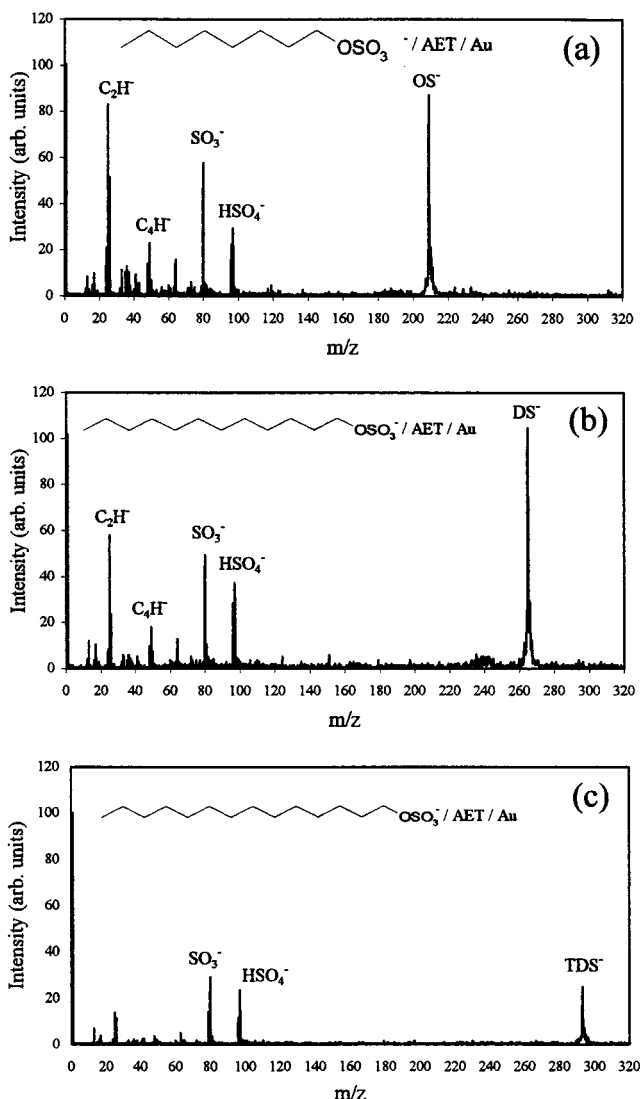 120
100
80
60
40
20
0
Intensity (arb. units)
OSO₃⁻ / AET / Au
(a)
C₂H⁻
OS⁻
SO₃⁻
C₄H⁻
HSO₄⁻
0 20 40 60 80 100 120 140 160 180 200 220 240 260 280 300 320
m/z
120
100
80
60
40
20
0
Intensity (arb. units)
OSO₃⁻ / AET / Au
(b)
DS⁻
C₂H⁻
SO₃⁻
HSO₄⁻
C₄H⁻
0 20 40 60 80 100 120 140 160 180 200 220 240 260 280 300 320
m/z
120
100
80
60
40
20
0
Intensity (arb. units)
OSO₃⁻ / AET / Au
(c)
SO₃⁻
HSO₄⁻
TDS⁻
0 20 40 60 80 100 120 140 160 180 200 220 240 260 280 300 320
m/z